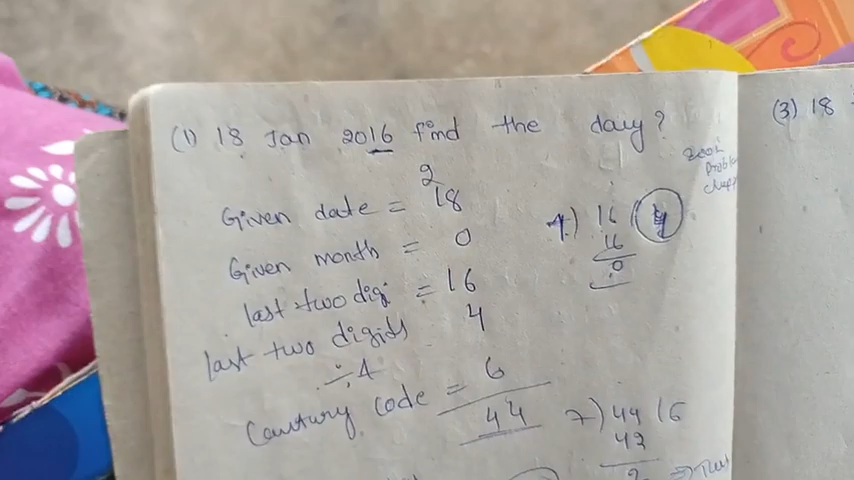 (1) 18 Jan 2016 find the day?
(3) 18
2
Given date = 18
Given month = 0
4) 16 (4
16
0
last two digi = 16
last two digits 4
÷4
Century code = 6
44
7) 44 (6
42
2 ⇒